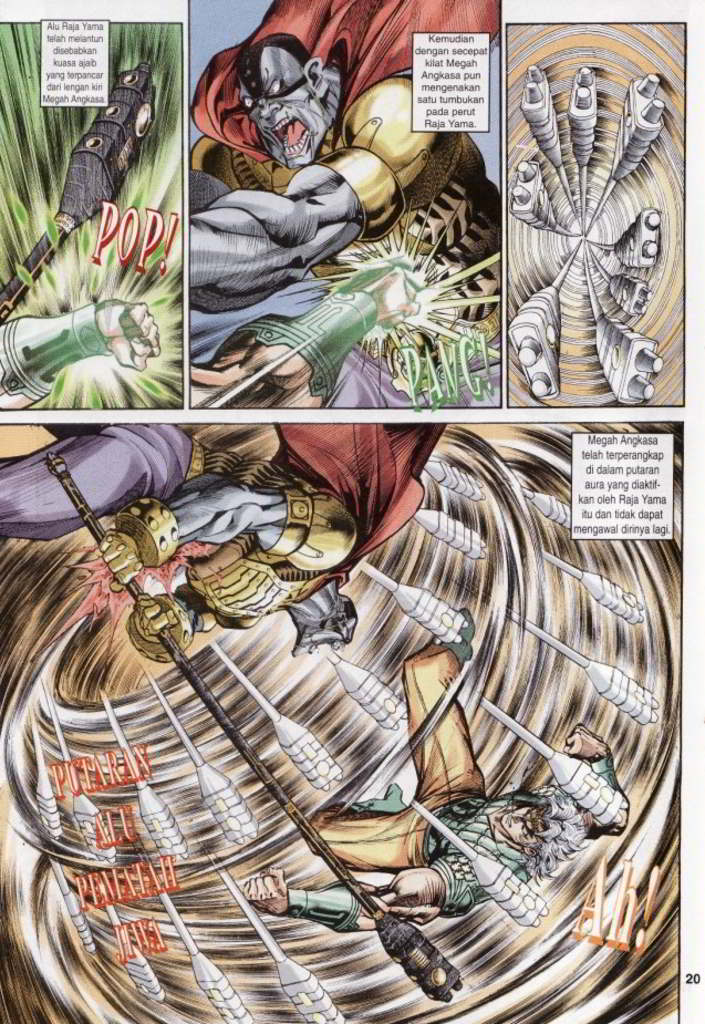 Alu Raja Yama
telah melantun
disebabkan
kuasa ajaib
yang terpancar
dari lengan kiri
Megah Angkasa.
POP!
Kemudian
dengan secepat
kilat Megah
Angkasa pun
mengenakan
satu tumbukan
pada perut
Raja Yama.
PANG!
Megah Angkasa
telah terperangkap
di dalam putaran
aura yang diaktif-
kan oleh Raja Yama
itu dan tidak dapat
mengawal dirinya lagi.
PUTARAN
ALU
PEMATAH
JIWA
Ah!
20